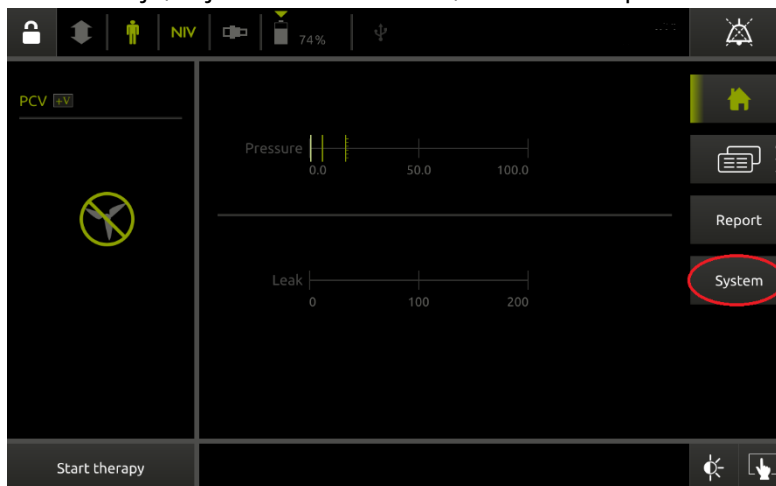 NIV
74%
PCV +V
Pressure
0.0 50.0 100.0
Report
Leak
0 100 200
System
Start therapy